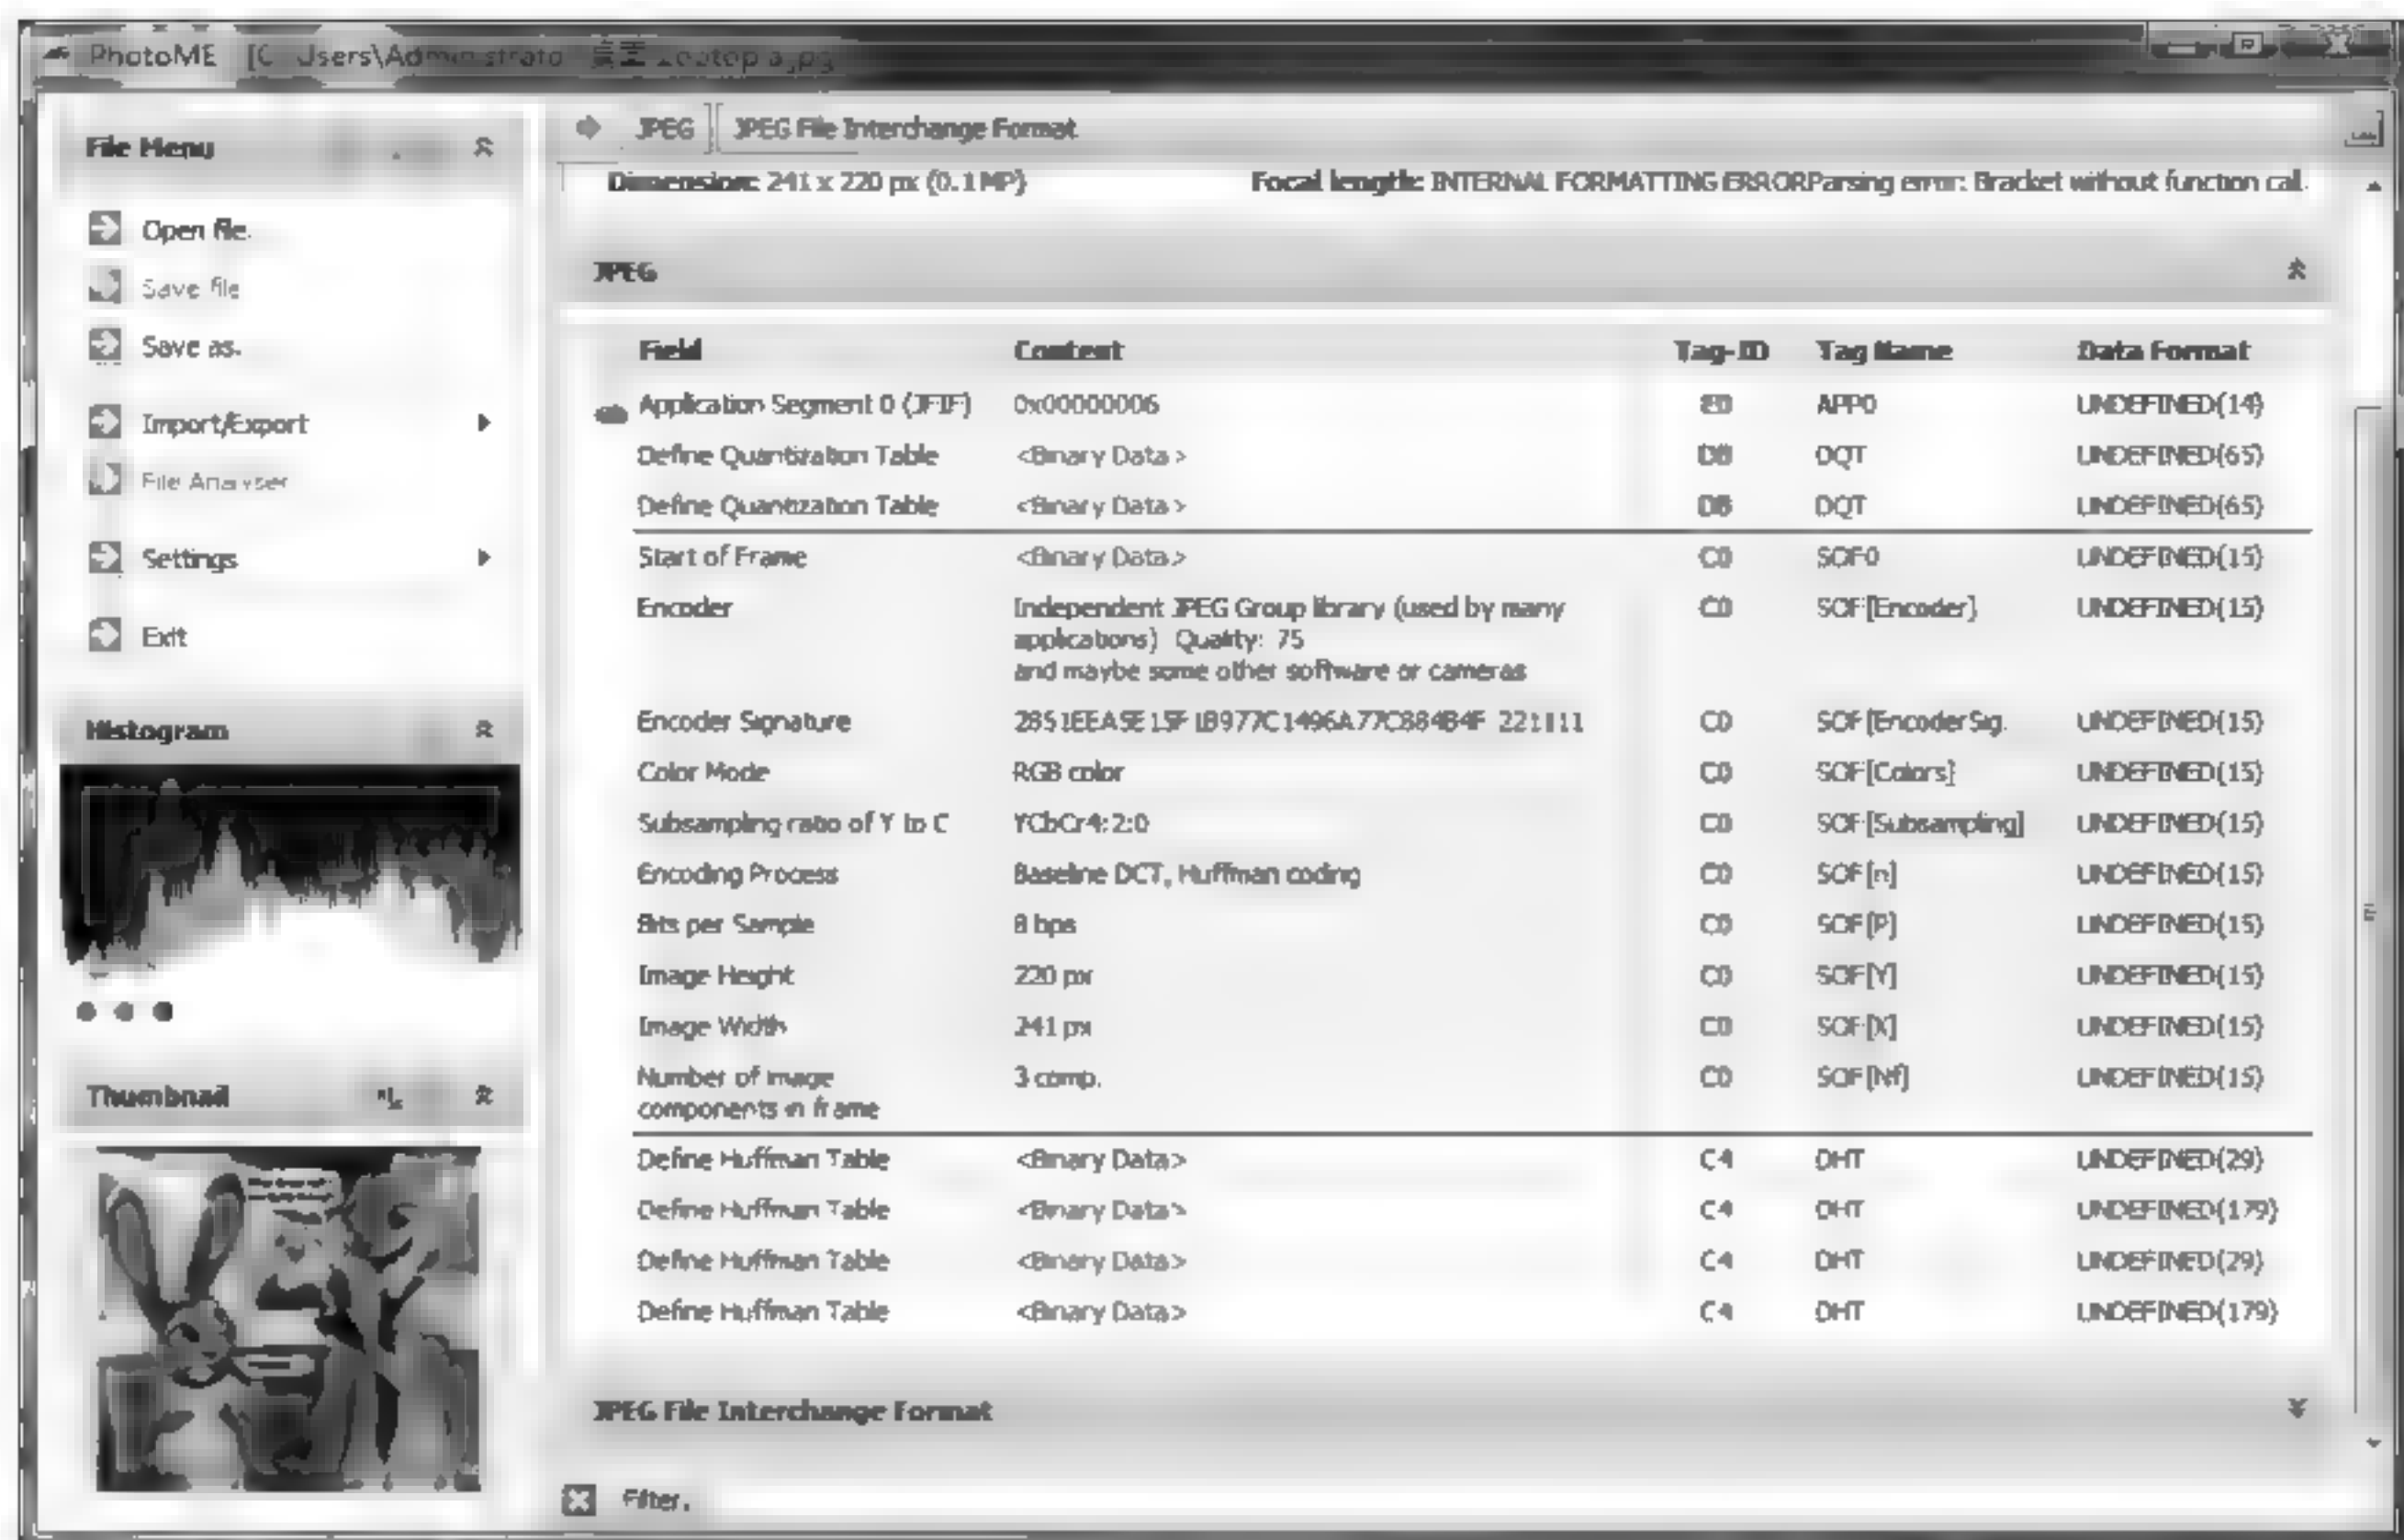 PhotoME
JPEG JPEG File Interchange Format
File Menu
Open file.
Save file
Save as.
Import/Export
File Analyser
Settings
Exit
Histogram
Thumbnail
Dimension: 241 x 220 px (0.1 MP) Focal length: INTERNAL FORMATTING ERRORParsing error: Bracket without function call.
JPEG
Field Content Tag-ID Tag Name Data Format
Application Segment 0 (JFIF) 0x00000006 E0 APP0 UNDEFINED(14)
Define Quantization Table <Binary Data> DB DQT UNDEFINED(65)
Define Quantization Table <Binary Data> DB DQT UNDEFINED(65)
Start of Frame <Binary Data> C0 SOF0 UNDEFINED(15)
Encoder Independent JPEG Group library (used by many C0 SOF[Encoder] UNDEFINED(15)
applications) Quality: 75
and maybe some other software or cameras
Encoder Signature C0 SOF[EncoderSig. UNDEFINED(15)
Color Mode RGB color C0 SOF[Colors] UNDEFINED(15)
Subsampling ratio of Y to C YCbCr4:2:0 C0 SOF[Subsampling] UNDEFINED(15)
Encoding Process Baseline DCT, Huffman coding C0 SOF[n] UNDEFINED(15)
Bits per Sample 8 bps C0 SOF[P] UNDEFINED(15)
Image Height 220 px C0 SOF[Y] UNDEFINED(15)
Image Width 241 px C0 SOF[X] UNDEFINED(15)
Number of image 3 comp. C0 SOF[Nf] UNDEFINED(15)
components in frame
Define Huffman Table <Binary Data> C4 DHT UNDEFINED(29)
Define Huffman Table <Binary Data> C4 DHT UNDEFINED(179)
Define Huffman Table <Binary Data> C4 DHT UNDEFINED(29)
Define Huffman Table <Binary Data> C4 DHT UNDEFINED(179)
JPEG File Interchange Format
Filter.